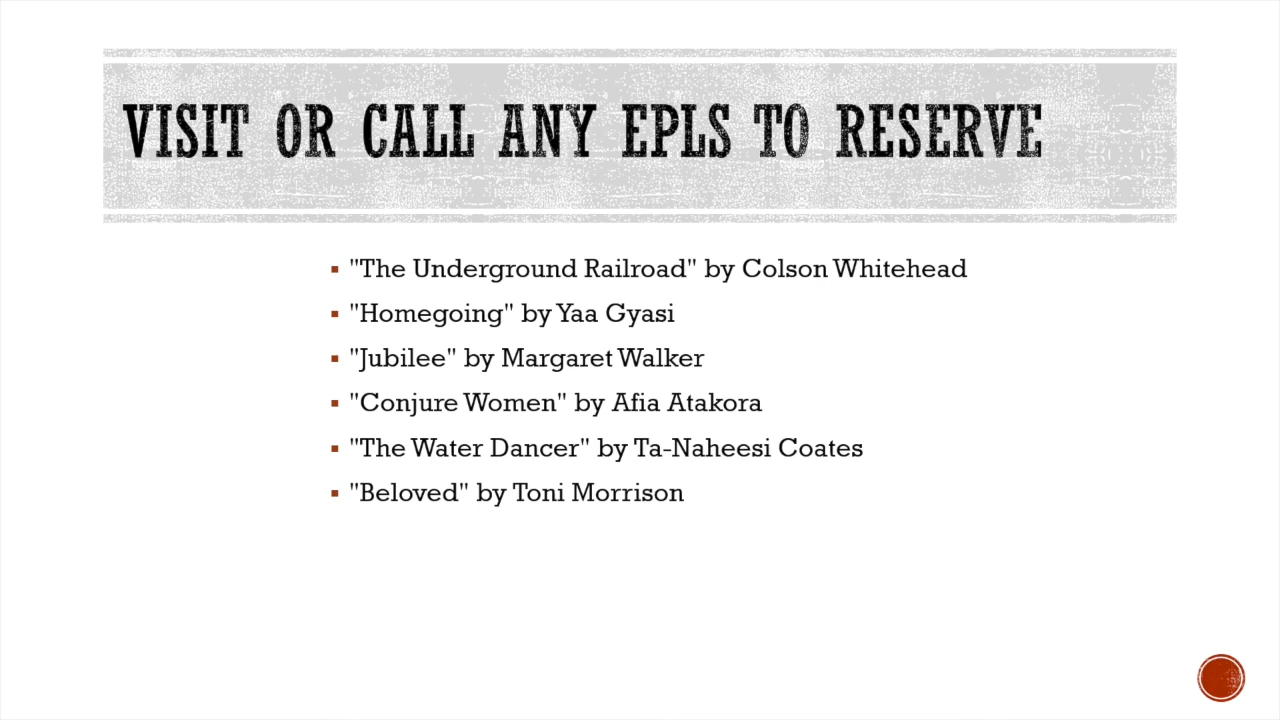 VISIT OR CALL ANY EPLS TO RESERVE
"The Underground Railroad" by Colson Whitehead
"Homegoing" by Yaa Gyasi
"Jubilee" by Margaret Walker
"Conjure Women" by Afia Atakora
"The Water Dancer" by Ta-Naheesi Coates
"Beloved" by Toni Morrison